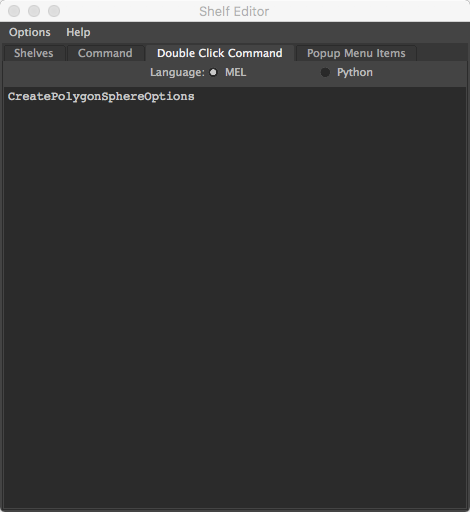 Shelf Editor
Options Help
Shelves Command Double Click Command Popup Menu Items
Language: MEL Python
CreatePolygonSphereOptions